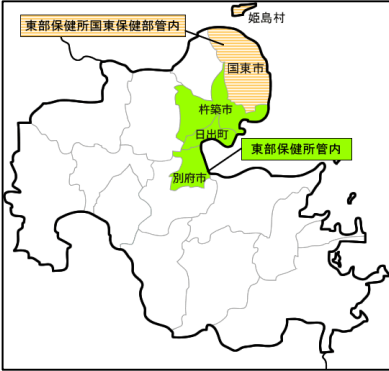 姫島村
東部保健所国東保健部管内
国東市
杵築市
日出町
東部保健所管内
別府市